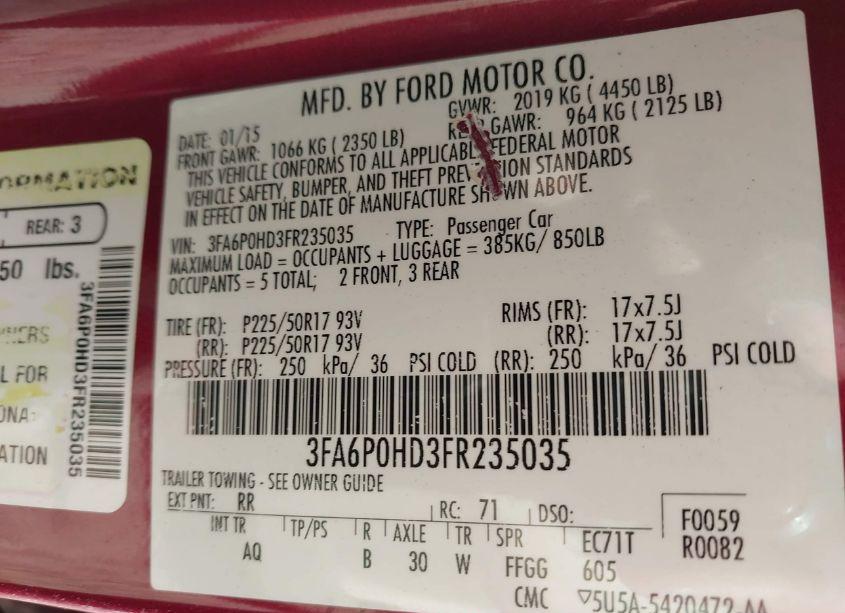 MFD. BY FORD MOTOR CO.
DATE: 01/15 GVWR: 2019 KG ( 4450 LB)
FRONT GAWR: 1066 KG ( 2350 LB) GAWR: 964 KG ( 2125 LB)
THIS VEHICLE CONFORMS TO ALL FEDERAL MOTOR
VEHICLE SAFETY, BUMPER, AND THEFT STANDARDS
IN EFFECT ON THE DATE OF MANUFACTURE ABOVE.
VIN: 3FA6P0HD3FR235035 TYPE: Passenger Car
MAXIMUM LOAD = OCCUPANTS + LUGGAGE = 385KG/ 850LB
OCCUPANTS = 5 TOTAL; 2 FRONT, 3 REAR
TIRE (FR): P225/50R17 93V RIMS (FR): 17x7.5J
(RR): P225/50R17 93V (RR): 17x7.5J
PRESSURE (FR): 250 kPa/ 36 PSI COLD (RR): 250 kPa/ 36 PSI COLD
3FA6P0HD3FR235035
TRAILER TOWING - SEE OWNER GUIDE
EXT PNT: RR RC: 71 DSO:
INT TR TP/PS R AXLE TR SPR EC71T F0059
AQ B 30 W FFGG 605 R0082
CMC ▽5U5A-5420472-AA
REAR: 3
50 lbs.
L FOR
ATION
3FA6P0HD3FR235035